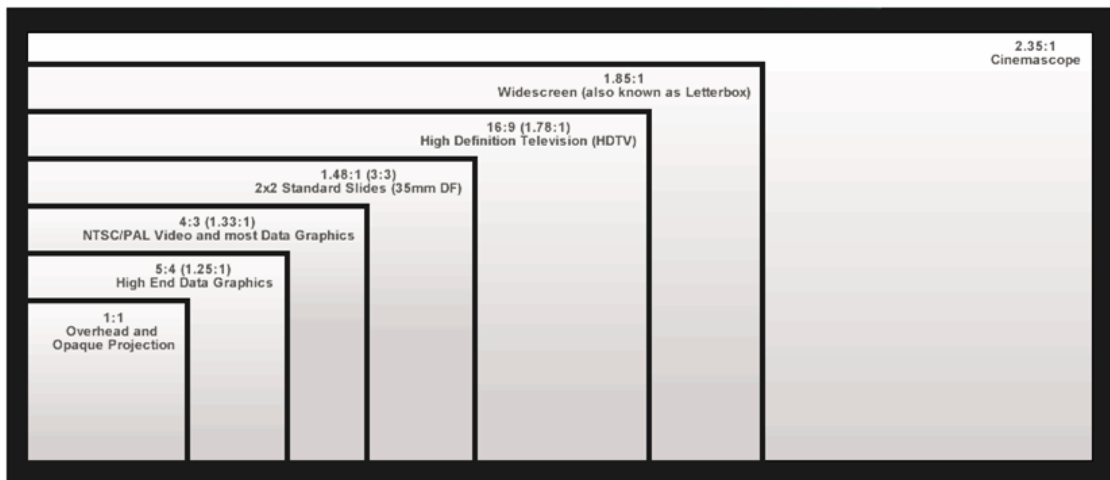 2.35:1
Cinemascope
1.85:1
Widescreen (also known as Letterbox)
16:9 (1.78:1)
High Definition Television (HDTV)
1.48:1 (3:3)
2x2 Standard Slides (35mm DF)
4:3 (1.33:1)
NTSC/PAL Video and most Data Graphics
5:4 (1.25:1)
High End Data Graphics
1:1
Overhead and
Opaque Projection